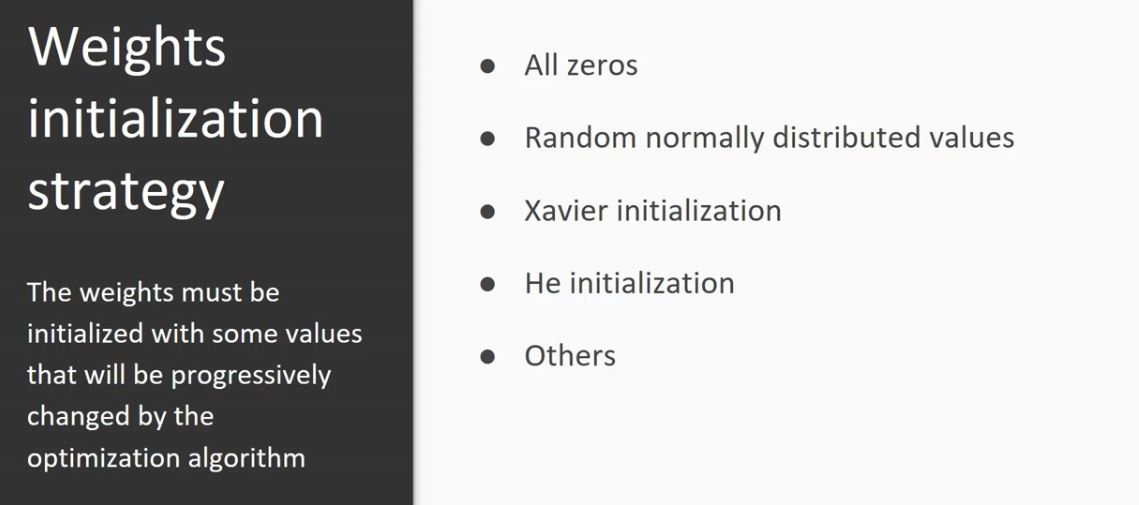 Weights
initialization
strategy
The weights must be
initialized with some values
that will be progressively
changed by the
optimization algorithm
● All zeros
● Random normally distributed values
● Xavier initialization
● He initialization
● Others